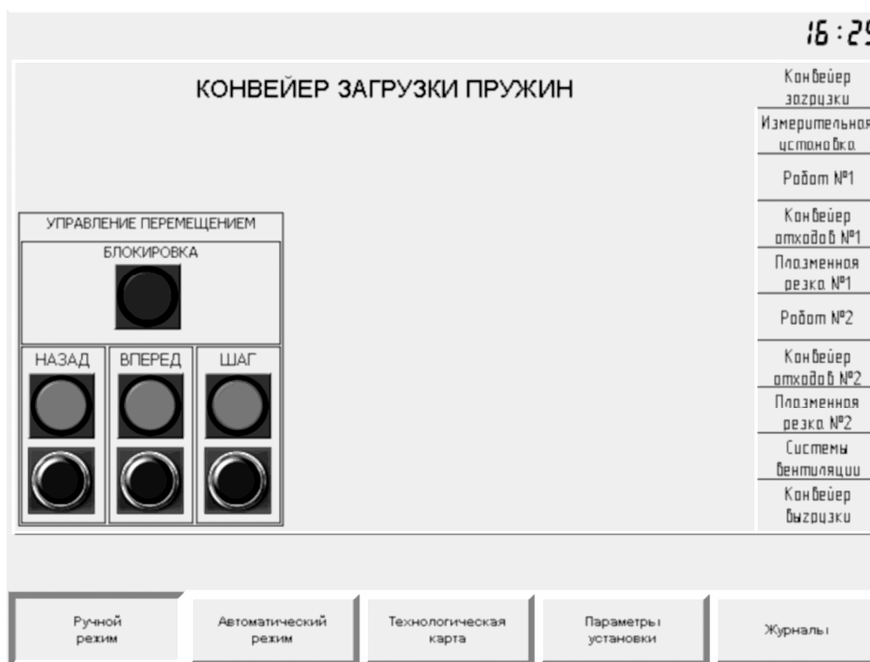 16:29
КОНВЕЙЕР ЗАГРУЗКИ ПРУЖИН
Конвейер
загрузки
Измерительная
установка
Робот №1
Конвейер
отходов №1
Плазменная
резка №1
Робот №2
Конвейер
отходов №2
Плазменная
резка №2
Системы
вентиляции
Конвейер
выгрузки
УПРАВЛЕНИЕ ПЕРЕМЕЩЕНИЕМ
БЛОКИРОВКА
НАЗАД
ВПЕРЕД
ШАГ
Ручной
режим
Автоматический
режим
Технологическая
карта
Параметры
установки
Журналы